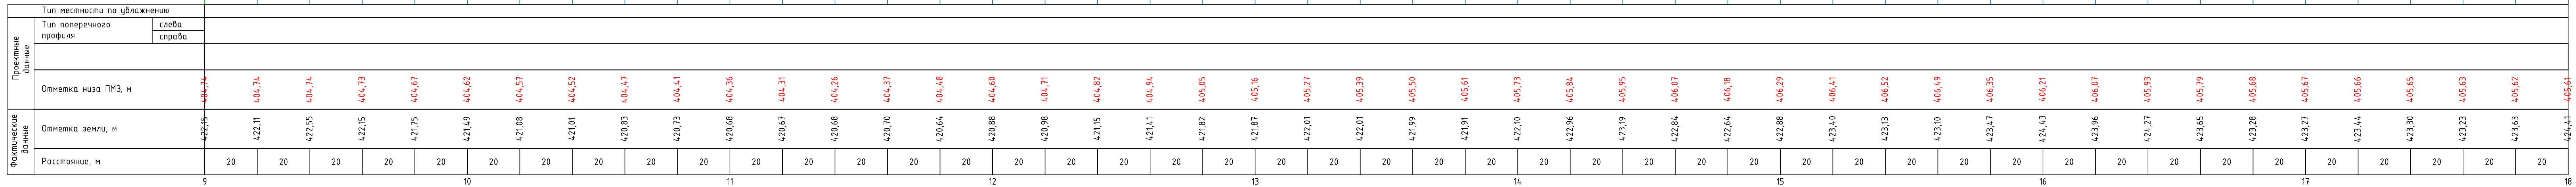 Тип местности по увлажнению
Тип поперечного профиля
слева
справа
Проектные данные
Отметка низа ПМЗ, м
404,74 404,74 404,74 404,73 404,67 404,62 404,57 404,52 404,47 404,41 404,36 404,31 404,26 404,37 404,48 404,60 404,71 404,82 404,94 405,05 405,16 405,27 405,39 405,50 405,61 405,73 405,84 405,95 406,07 406,18 406,29 406,41 406,52 406,49 406,35 406,21 406,07 405,93 405,79 405,68 405,67 405,66 405,65 405,63 405,62 405,61
Фактические данные
Отметка земли, м
422,15 422,11 422,55 422,15 421,75 421,49 421,08 421,01 420,83 420,73 420,68 420,67 420,68 420,70 420,64 420,88 420,98 421,15 421,41 421,82 421,87 422,01 422,01 421,99 421,91 422,10 422,96 423,19 422,84 422,64 422,88 423,40 423,13 423,10 423,47 424,43 423,96 424,27 423,65 423,28 423,27 423,44 423,30 423,23 423,63 424,41
Расстояние, м
20 20 20 20 20 20 20 20 20 20 20 20 20 20 20 20 20 20 20 20 20 20 20 20 20 20 20 20 20 20 20 20 20 20 20 20 20 20 20 20 20 20 20 20 20
9 10 11 12 13 14 15 16 17 18